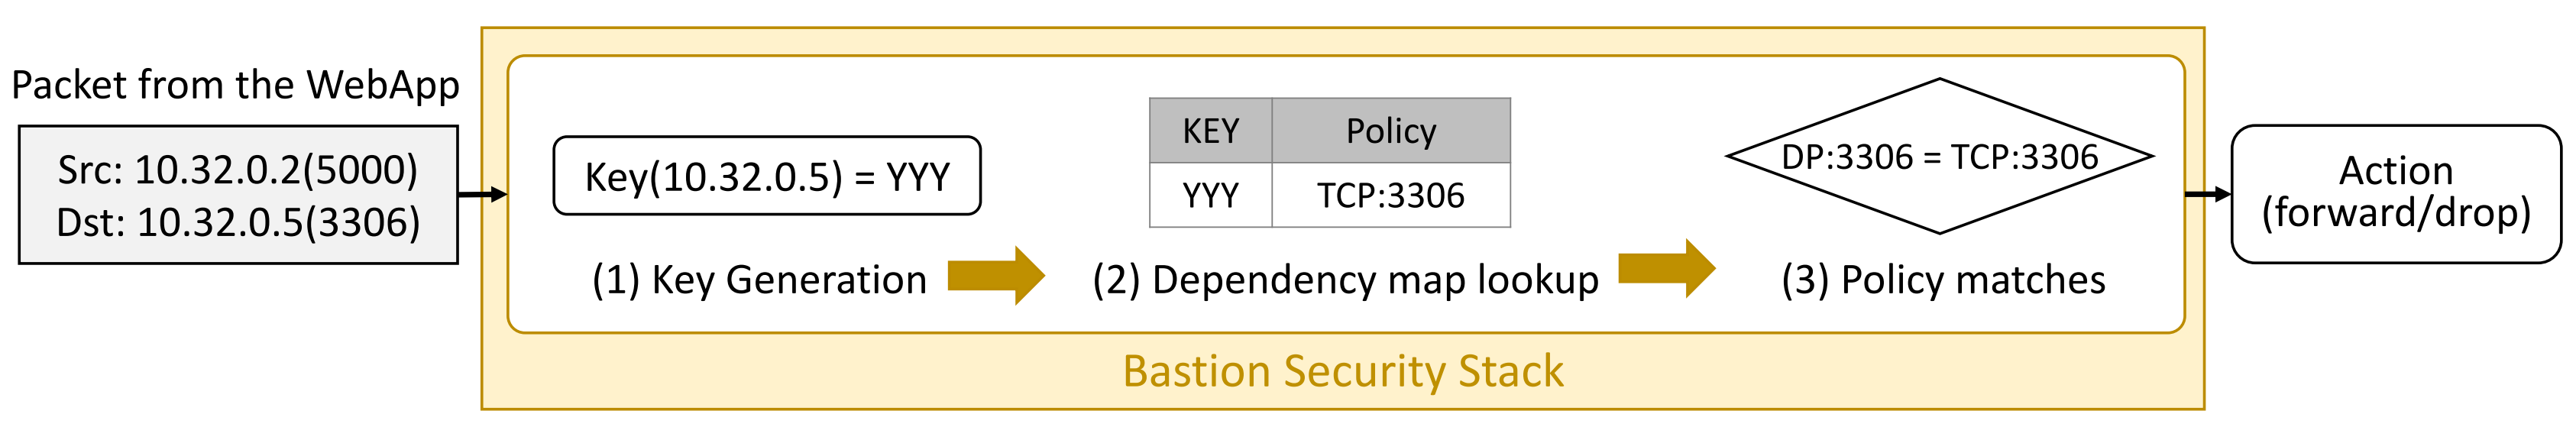 Packet from the WebApp
Src: 10.32.0.2(5000)
Dst: 10.32.0.5(3306)
Key(10.32.0.5) = YYY
(1) Key Generation
KEY Policy
YYY TCP:3306
(2) Dependency map lookup
DP:3306 = TCP:3306
(3) Policy matches
Bastion Security Stack
Action
(forward/drop)